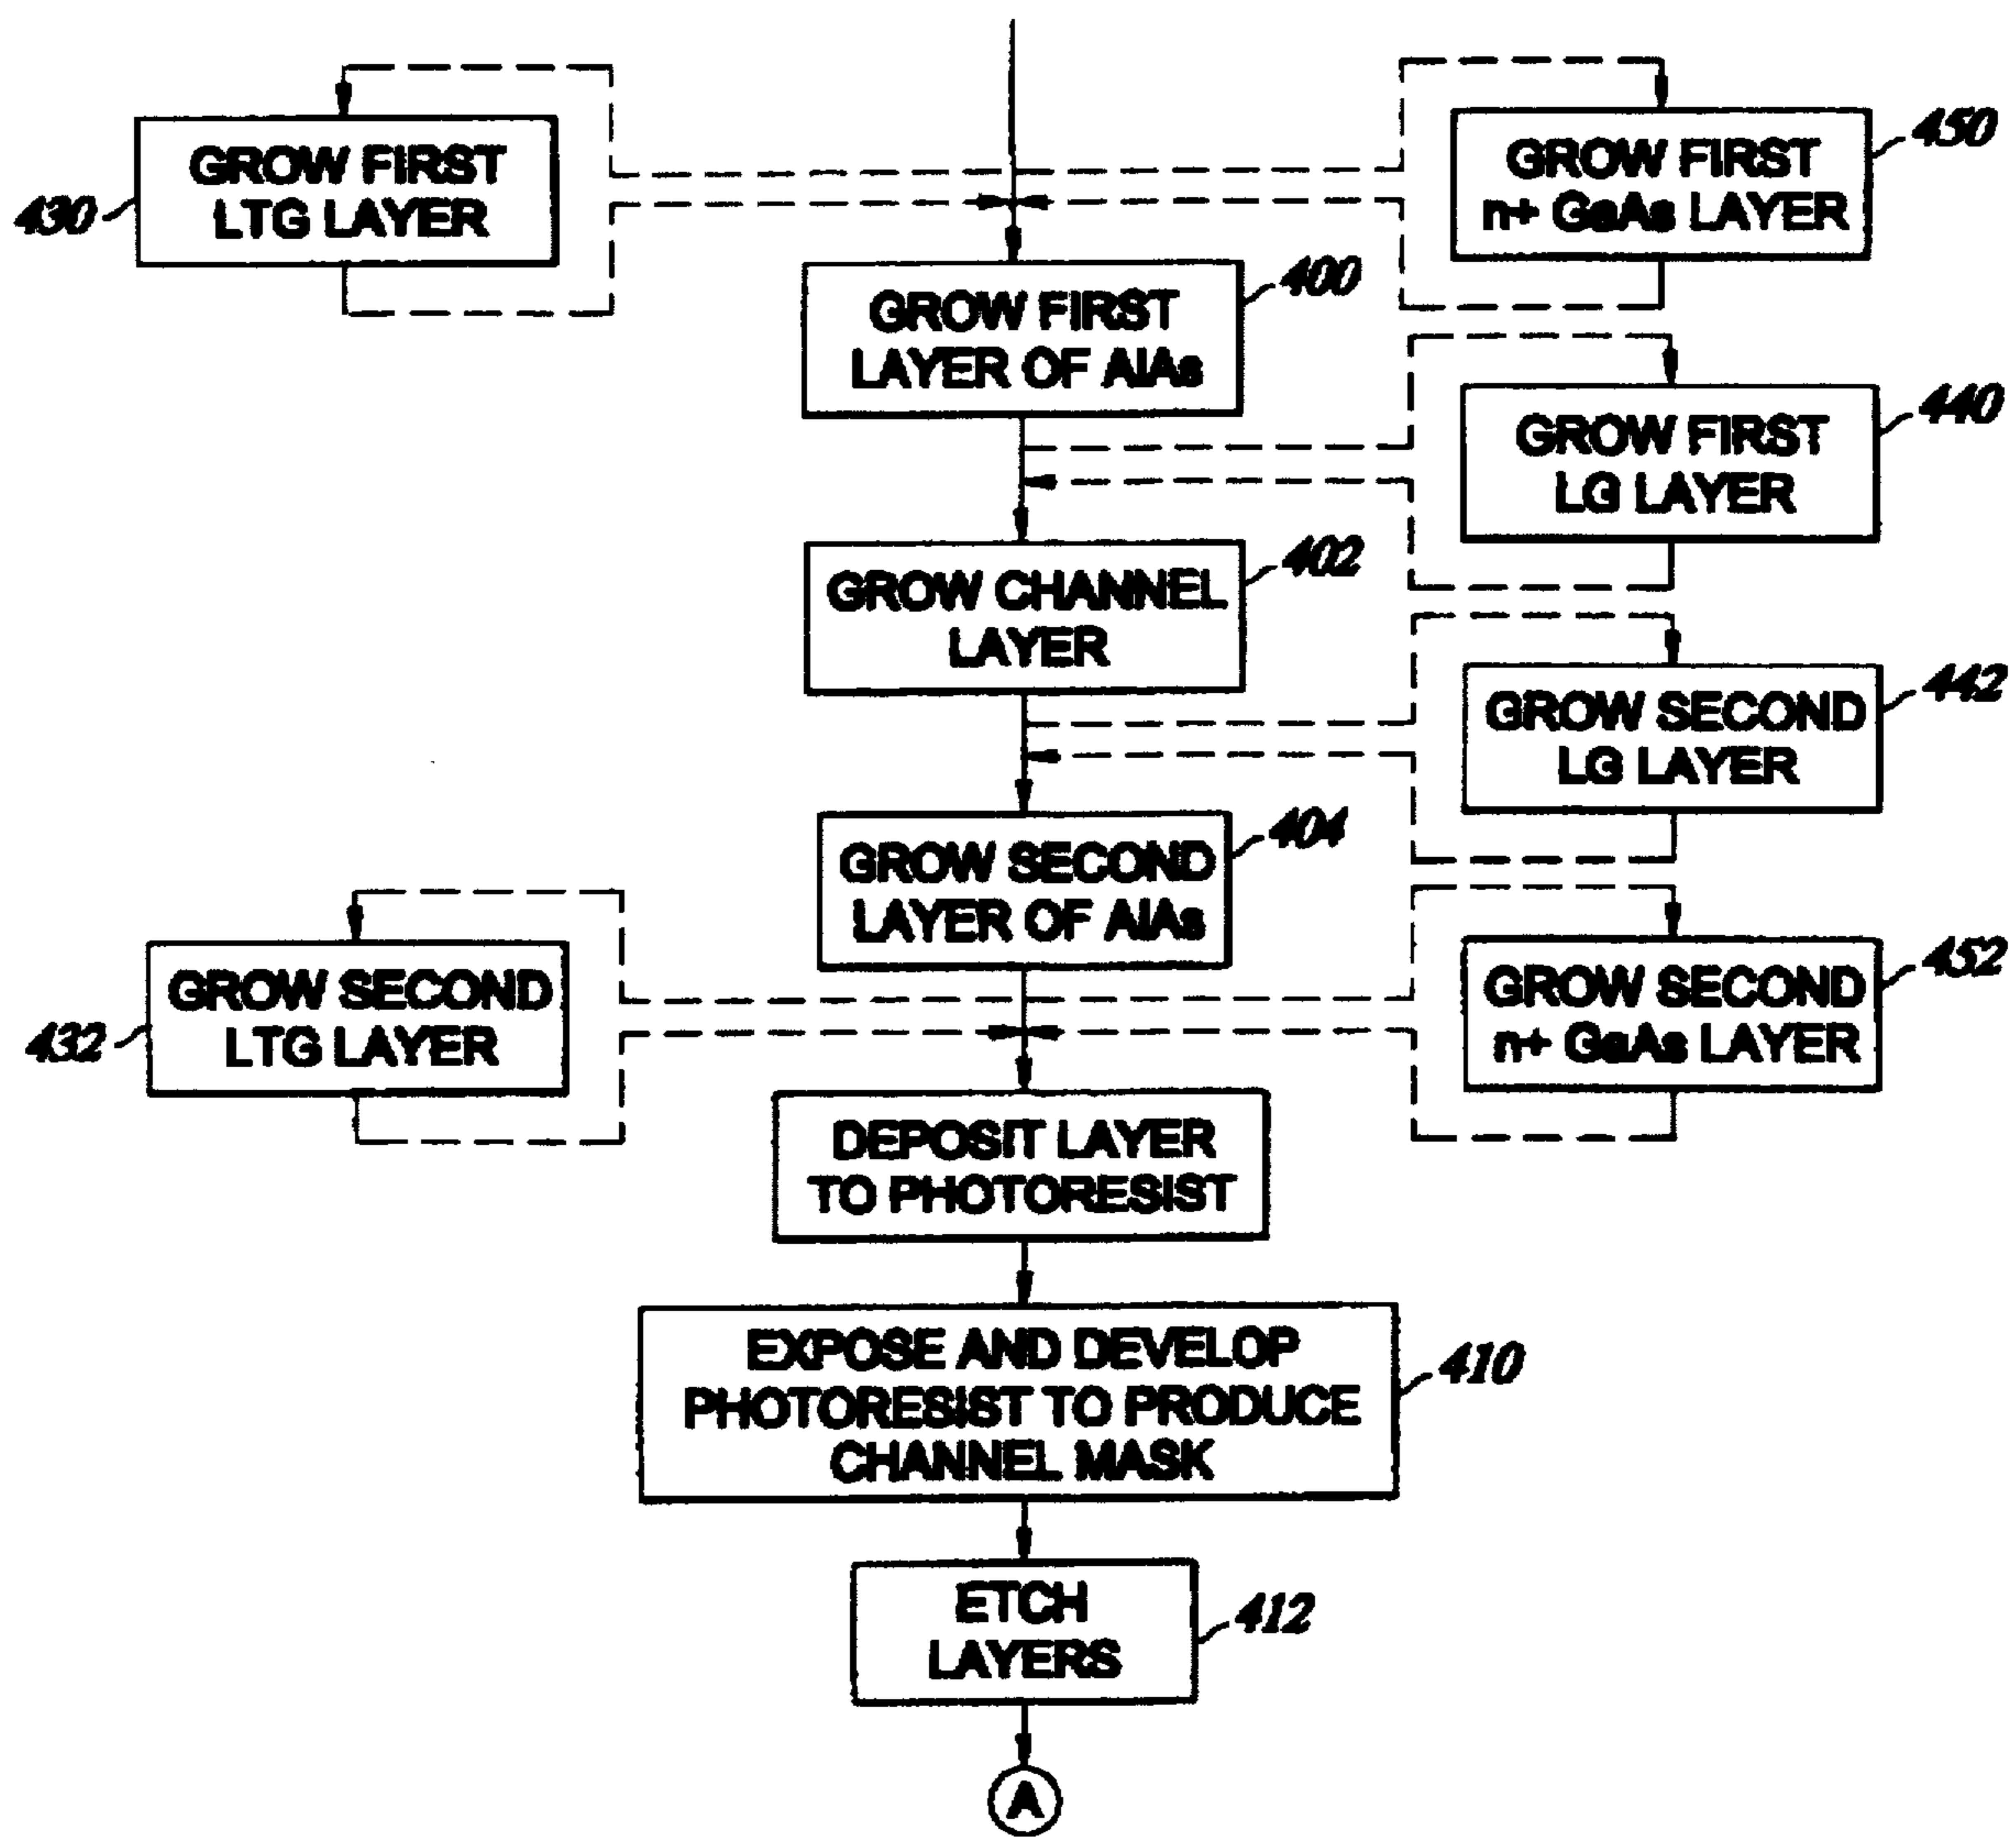 GROW FIRST
LTG LAYER
430
GROW FIRST
n+ GaAs LAYER
450
GROW FIRST
LAYER OF AlAs
400
GROW FIRST
LG LAYER
440
GROW CHANNEL
LAYER
402
GROW SECOND
LG LAYER
442
GROW SECOND
LAYER OF AlAs
404
GROW SECOND
LTG LAYER
432
GROW SECOND
n+ GaAs LAYER
452
DEPOSIT LAYER
TO PHOTORESIST
EXPOSE AND DEVELOP
PHOTORESIST TO PRODUCE
CHANNEL MASK
410
ETCH
LAYERS
412
A